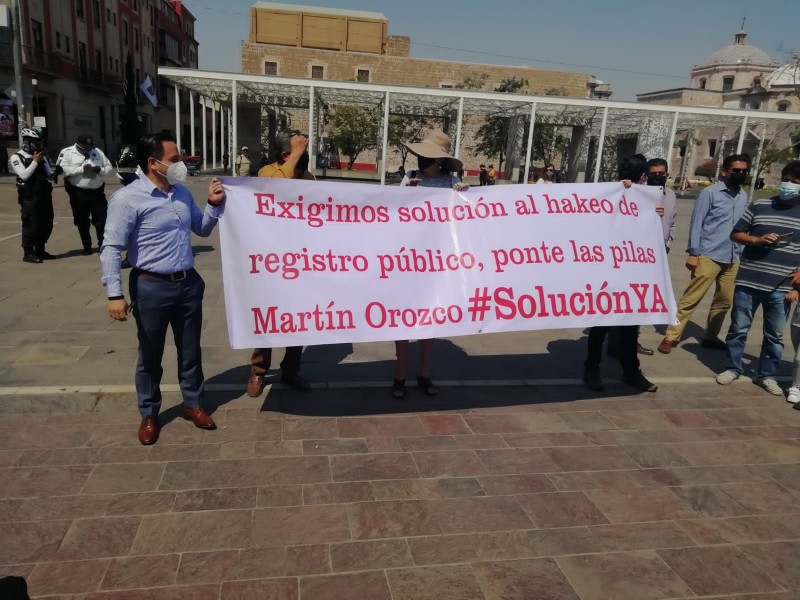 Exigimos solución al hakeo de
registro público, ponte las pilas
Martín Orozco #SoluciónYA